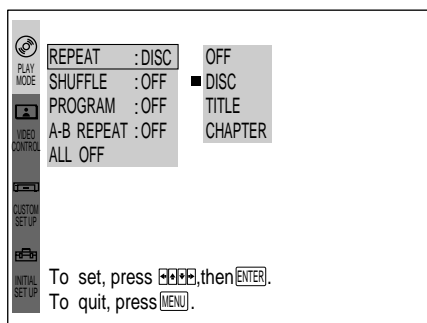 PLAY
MODE
VIDEO
CONTROL
CUSTOM
SET UP
INITIAL
SET UP
REPEAT :DISC
SHUFFLE :OFF
PROGRAM :OFF
A-B REPEAT :OFF
ALL OFF
OFF
DISC
TITLE
CHAPTER
To set, press ,then ENTER.
To quit, press MENU.